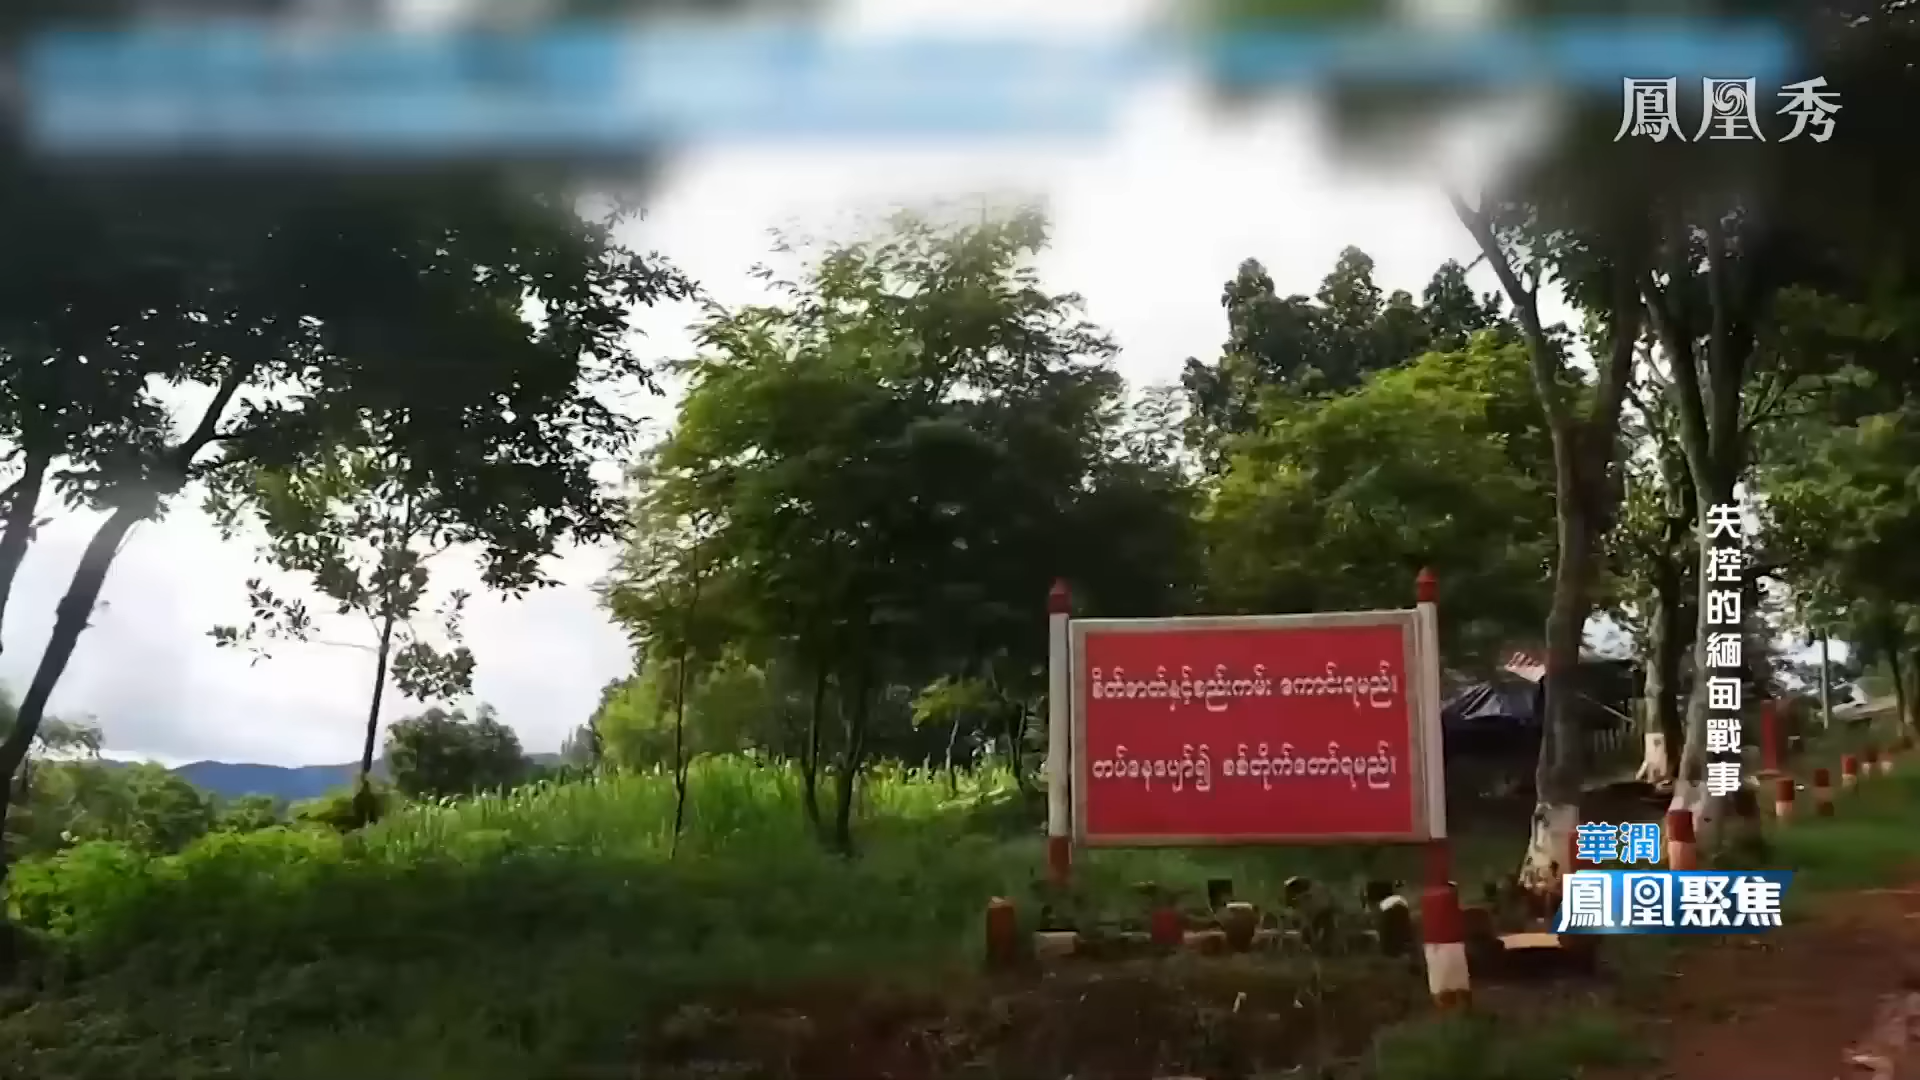 鳳凰秀
စိတ်ဓာတ်နှင့်စည်းကမ်း ကောင်းရမည်၊
တပ်နေပျော်၍ စစ်တိုက်တော်ရမည်၊
失控的緬甸戰事
華潤
鳳凰聚焦